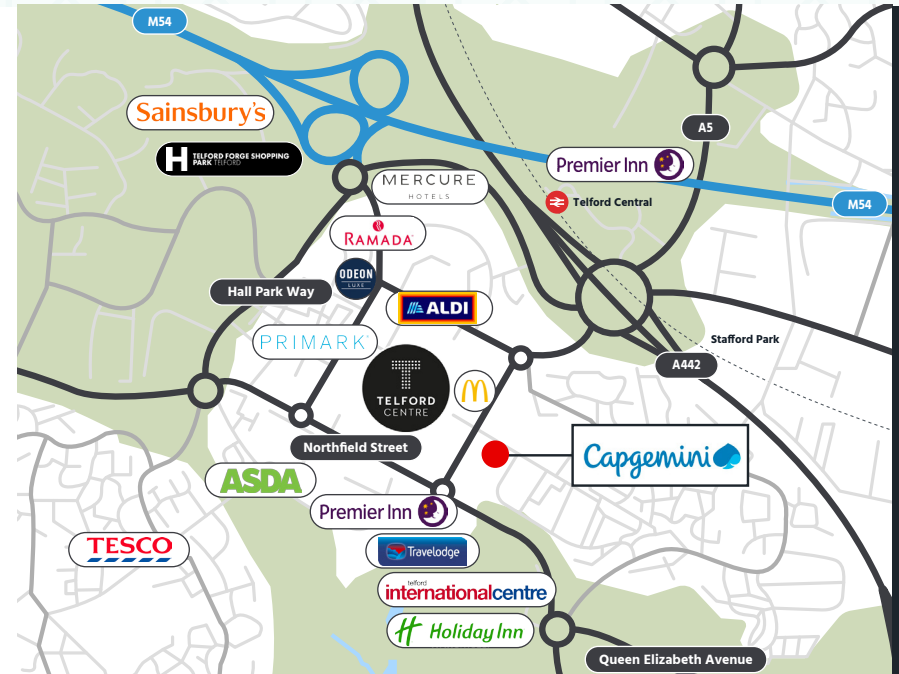 M54
Sainsbury's
A5
H TELFORD FORGE SHOPPING
PARK TELFORD
Premier Inn
MERCURE
HOTELS
Telford Central
M54
RAMADA
ODEON
LUXE
Hall Park Way
ALDI
PRIMARK
Stafford Park
A442
T
TELFORD
CENTRE
M
Northfield Street
Capgemini
ASDA
Premier Inn
TESCO
Travelodge
telford
internationalcentre
H Holiday Inn
Queen Elizabeth Avenue